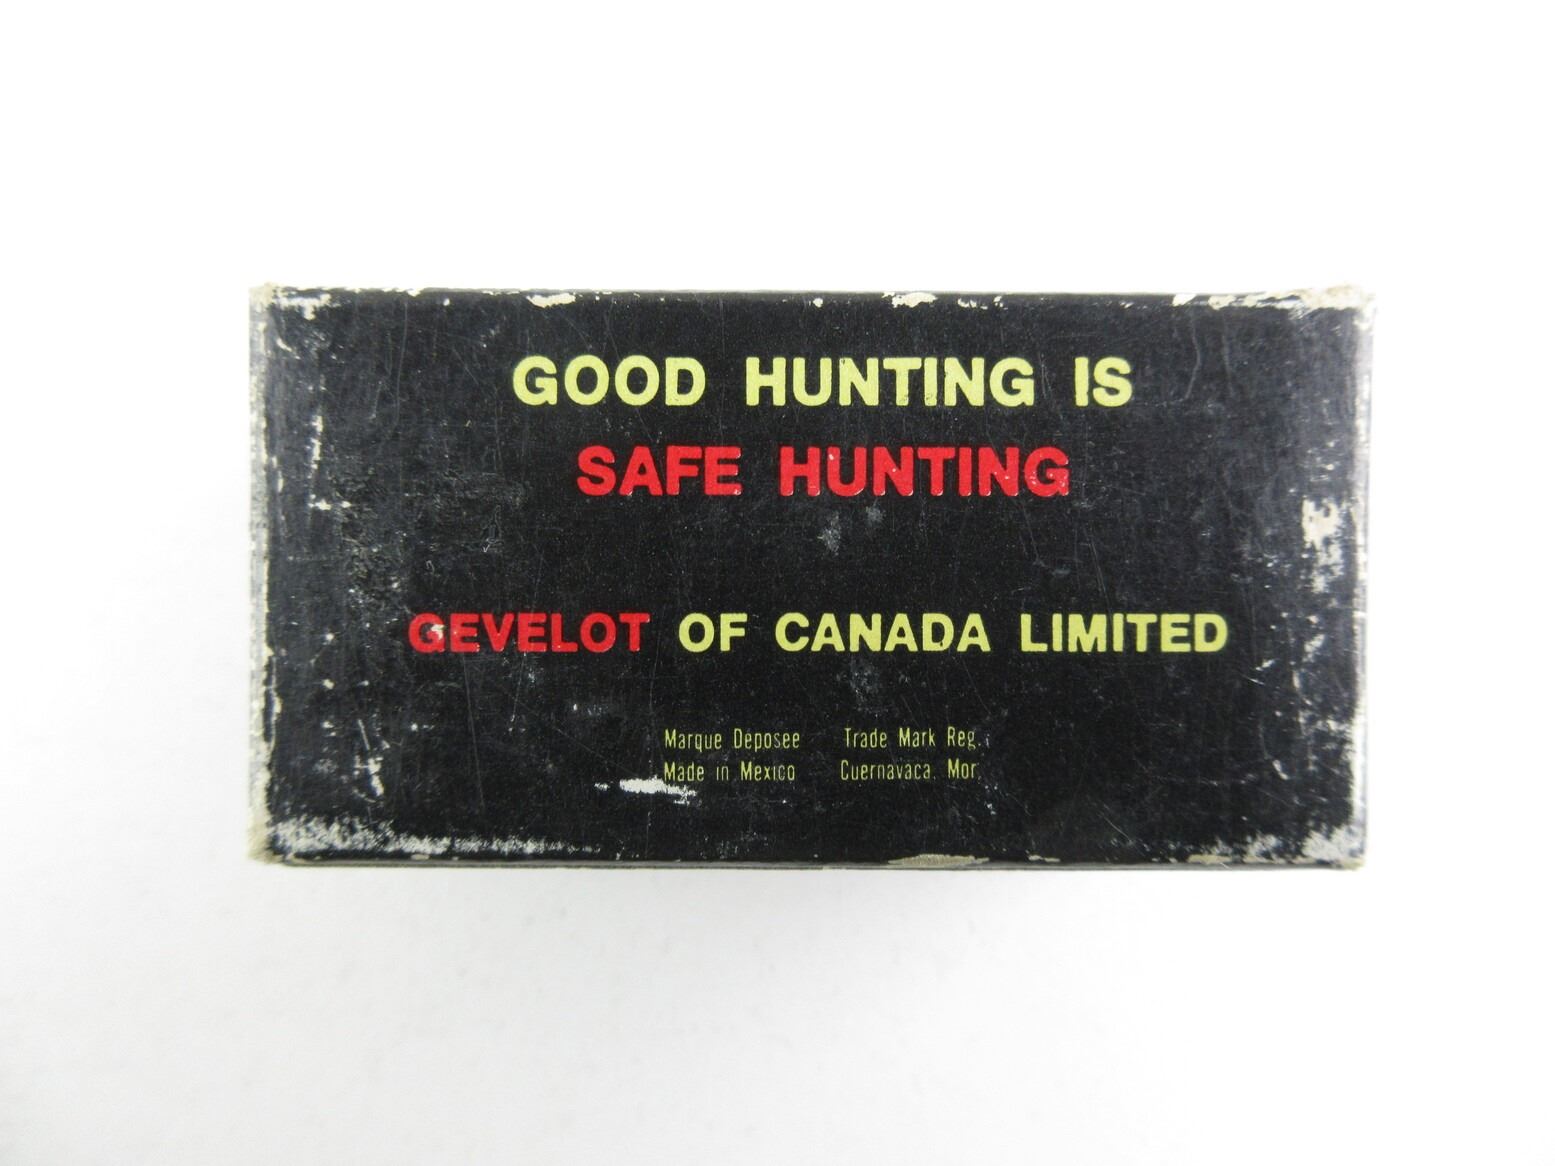 GOOD HUNTING IS
SAFE HUNTING
GEVELOT OF CANADA LIMITED
Marque Deposee Trade Mark Reg.
Made in Mexico Cuernavaca, Mor.